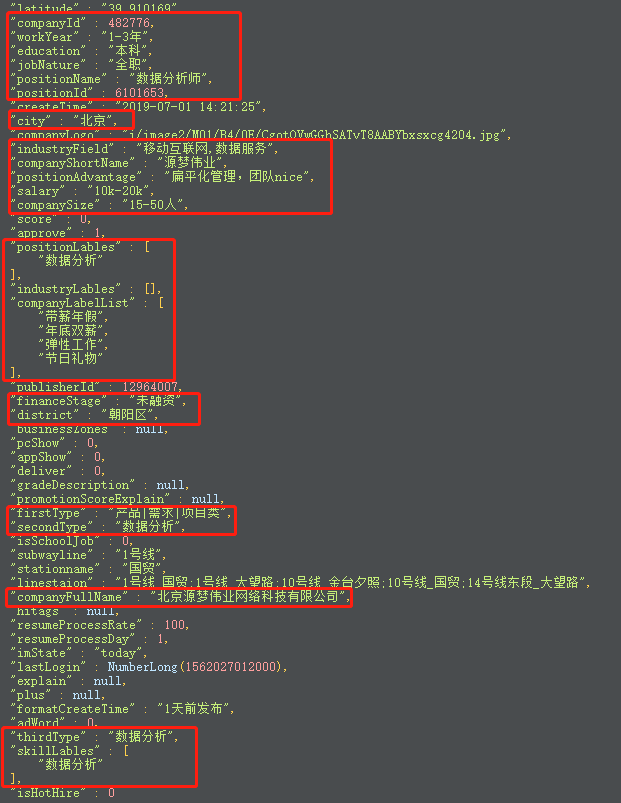 "latitude" : "39.910169"
"companyId" : 482776,
"workYear" : "1-3年",
"education" : "本科",
"jobNature" : "全职",
"positionName" : "数据分析师",
"positionId" : 6101653,
"createTime" : "2019-07-01 14:21:25",
"city" : "北京",
"companyLogo" :
"industryField" : "移动互联网,数据服务",
"companyShortName" : "源梦伟业",
"positionAdvantage" : "扁平化管理，团队nice",
"salary" : "10k-20k",
"companySize" : "15-50人",
"score" : 0,
"approve" : 1,
"positionLables" : [
"数据分析"
],
"industryLables" : [],
"companyLabelList" : [
"带薪年假",
"年底双薪",
"弹性工作",
"节日礼物"
],
"publisherId" : 12964007,
"financeStage" : "未融资",
"district" : "朝阳区",
"businessZones" : null,
"pcShow" : 0,
"appShow" : 0,
"deliver" : 0,
"gradeDescription" : null,
"promotionScoreExplain" : null,
"firstType" : "产品|需求|项目类",
"secondType" : "数据分析",
"isSchoolJob" : 0,
"subwayline" : "1号线",
"stationname" : "国贸",
"linestaion" : "1号线_国贸;1号线_大望路;10号线_金台夕照;10号线_国贸;14号线东段_大望路",
"companyFullName" : "北京源梦伟业网络科技有限公司",
"hitags" : null,
"resumeProcessRate" : 100,
"resumeProcessDay" : 1,
"imState" : "today",
"lastLogin" : NumberLong(1562027012000),
"explain" : null,
"plus" : null,
"formatCreateTime" : "1天前发布",
"adWord" : 0,
"thirdType" : "数据分析",
"skillLables" : [
"数据分析"
],
"isHotHire" : 0